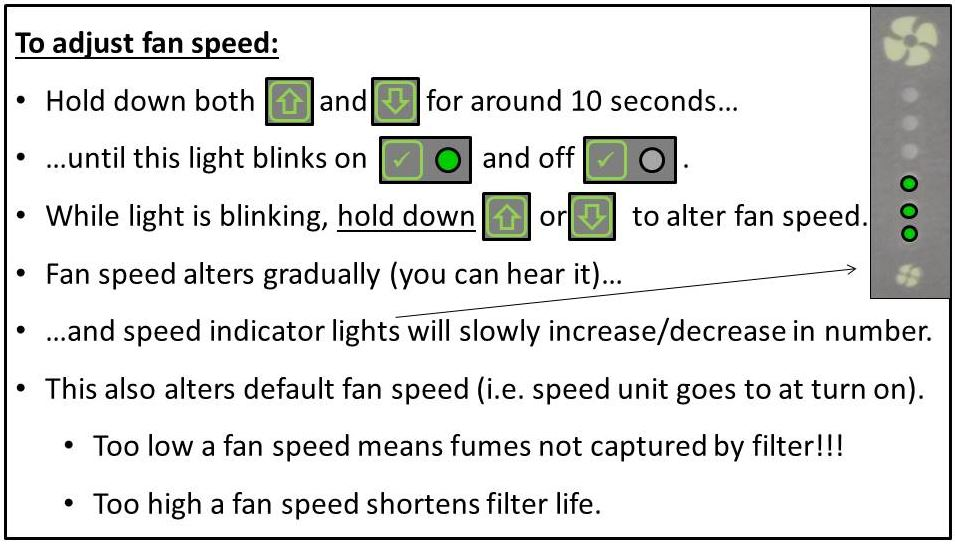 To adjust fan speed:
• Hold down both and for around 10 seconds…
• …until this light blinks on and off .
• While light is blinking, hold down or to alter fan speed.
• Fan speed alters gradually (you can hear it)…
• …and speed indicator lights will slowly increase/decrease in number.
• This also alters default fan speed (i.e. speed unit goes to at turn on).
• Too low a fan speed means fumes not captured by filter!!!
• Too high a fan speed shortens filter life.